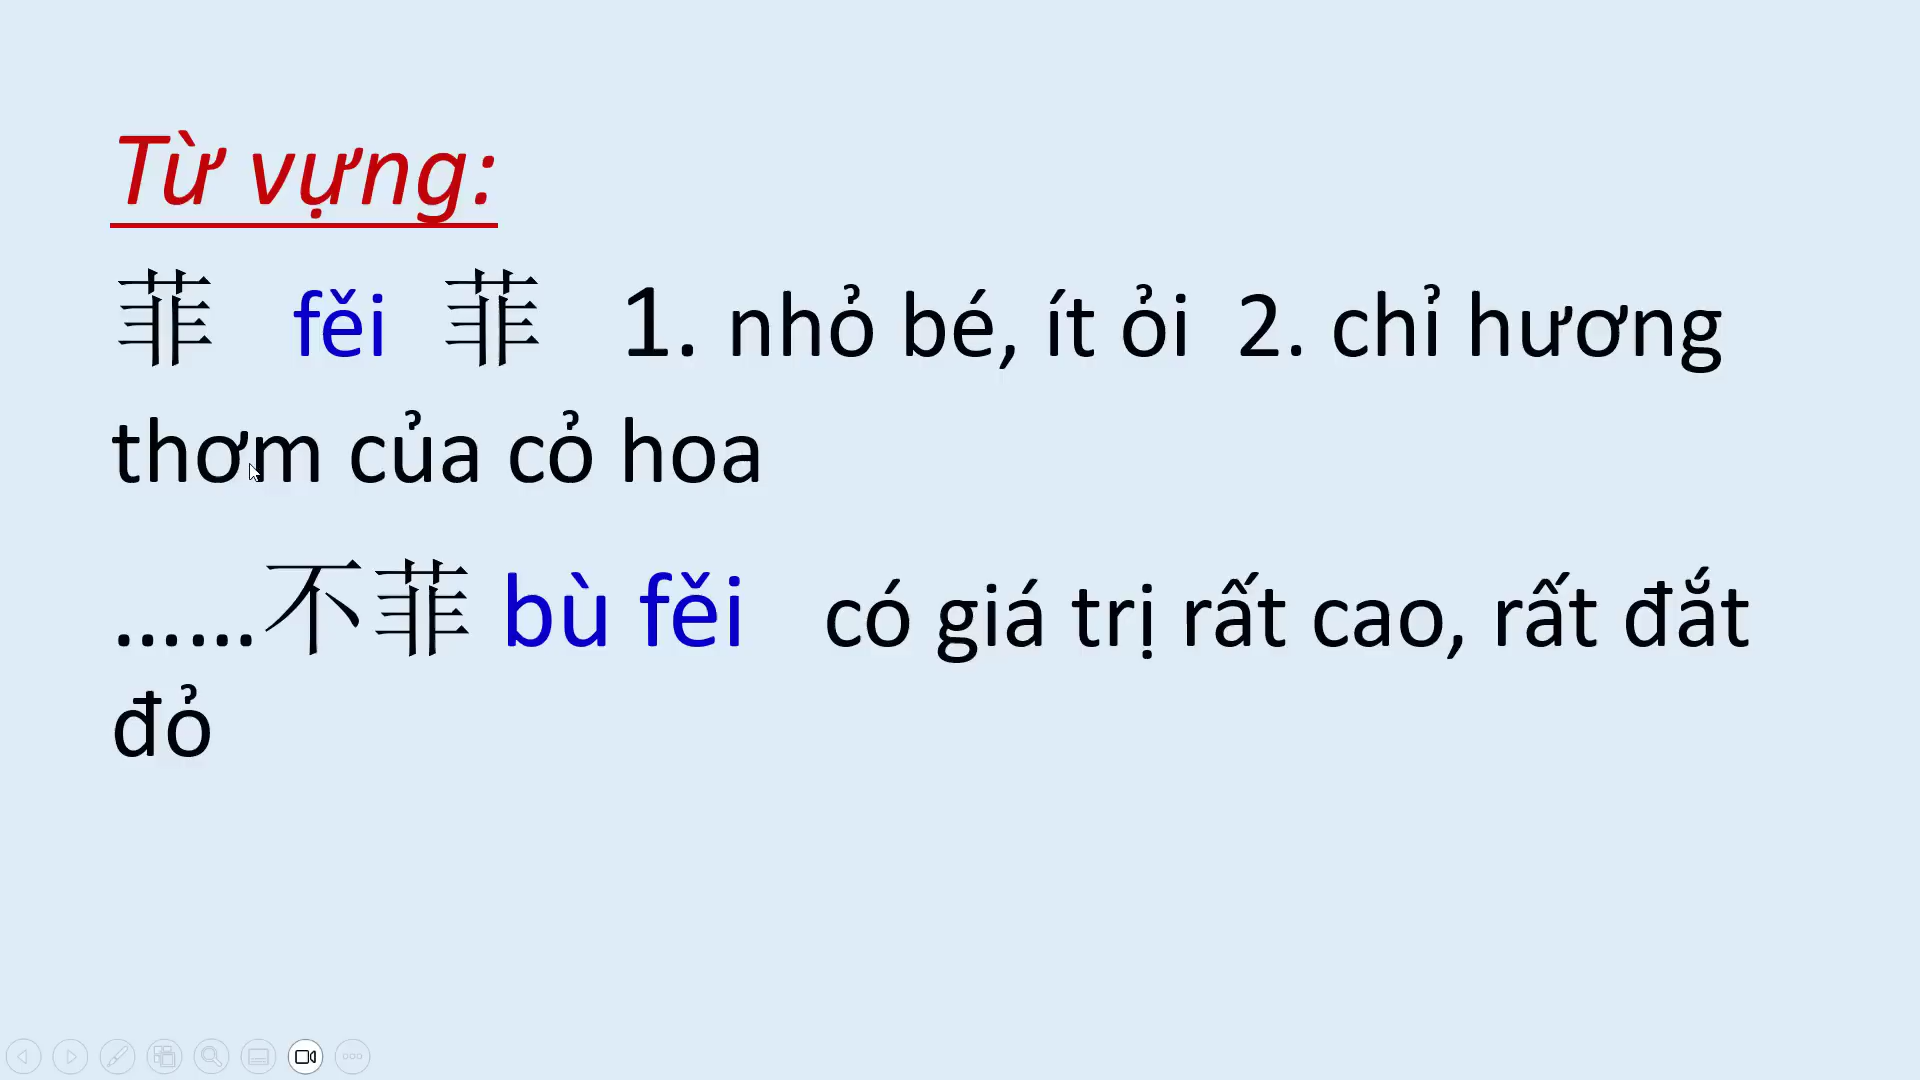 Từ vựng:
菲 fěi 菲 1. nhỏ bé, ít ỏi 2. chỉ hương
thơm của cỏ hoa
……不菲 bù fěi có giá trị rất cao, rất đắt
đỏ